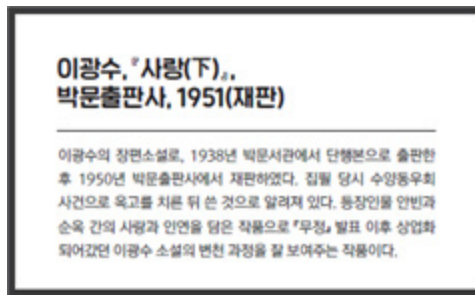 이광수, 『사랑(下)』,
박문출판사, 1951(재판)
이광수의 장편소설로, 1938년 박문서관에서 단행본으로 출판한
후 1950년 박문출판사에서 재판하였다. 집필 당시 수양동우회
사건으로 옥고를 치른 뒤 쓴 것으로 알려져 있다. 등장인물 안빈과
순옥 간의 사랑과 인연을 담은 작품으로 『무정』 발표 이후 상업화
되어갔던 이광수 소설의 변천 과정을 잘 보여주는 작품이다.